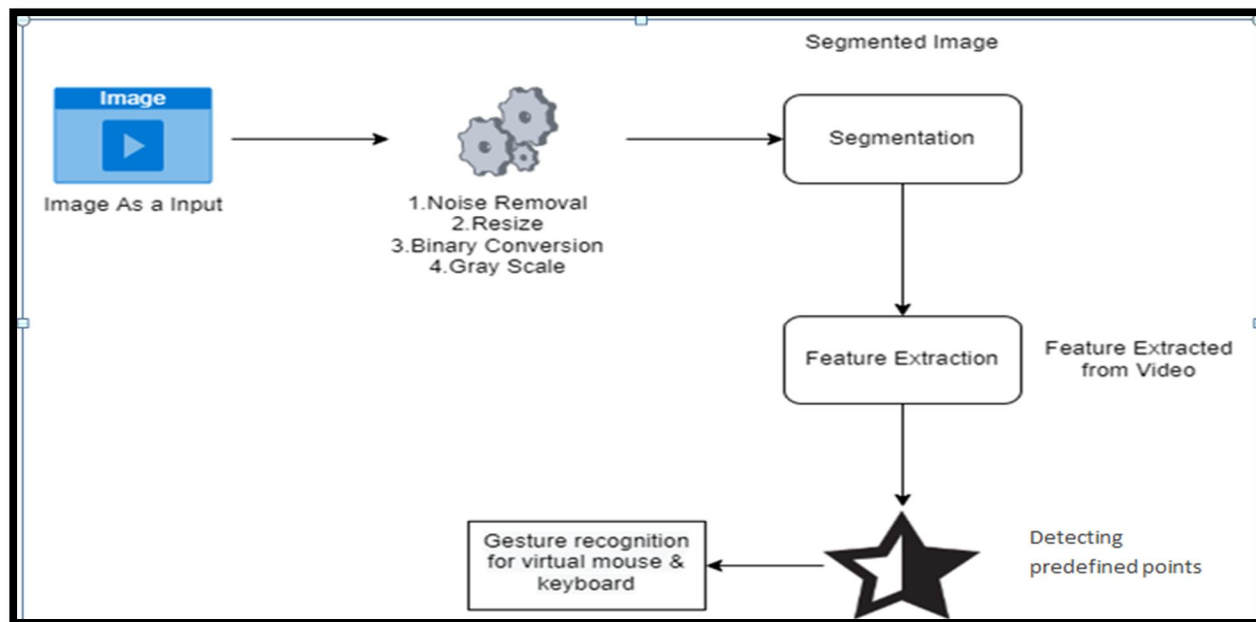 Segmented Image
Image
Image As a Input
1.Noise Removal
2.Resize
3.Binary Conversion
4.Gray Scale
Segmentation
Feature Extraction
Feature Extracted
from Video
Detecting
predefined points
Gesture recognition
for virtual mouse &
keyboard